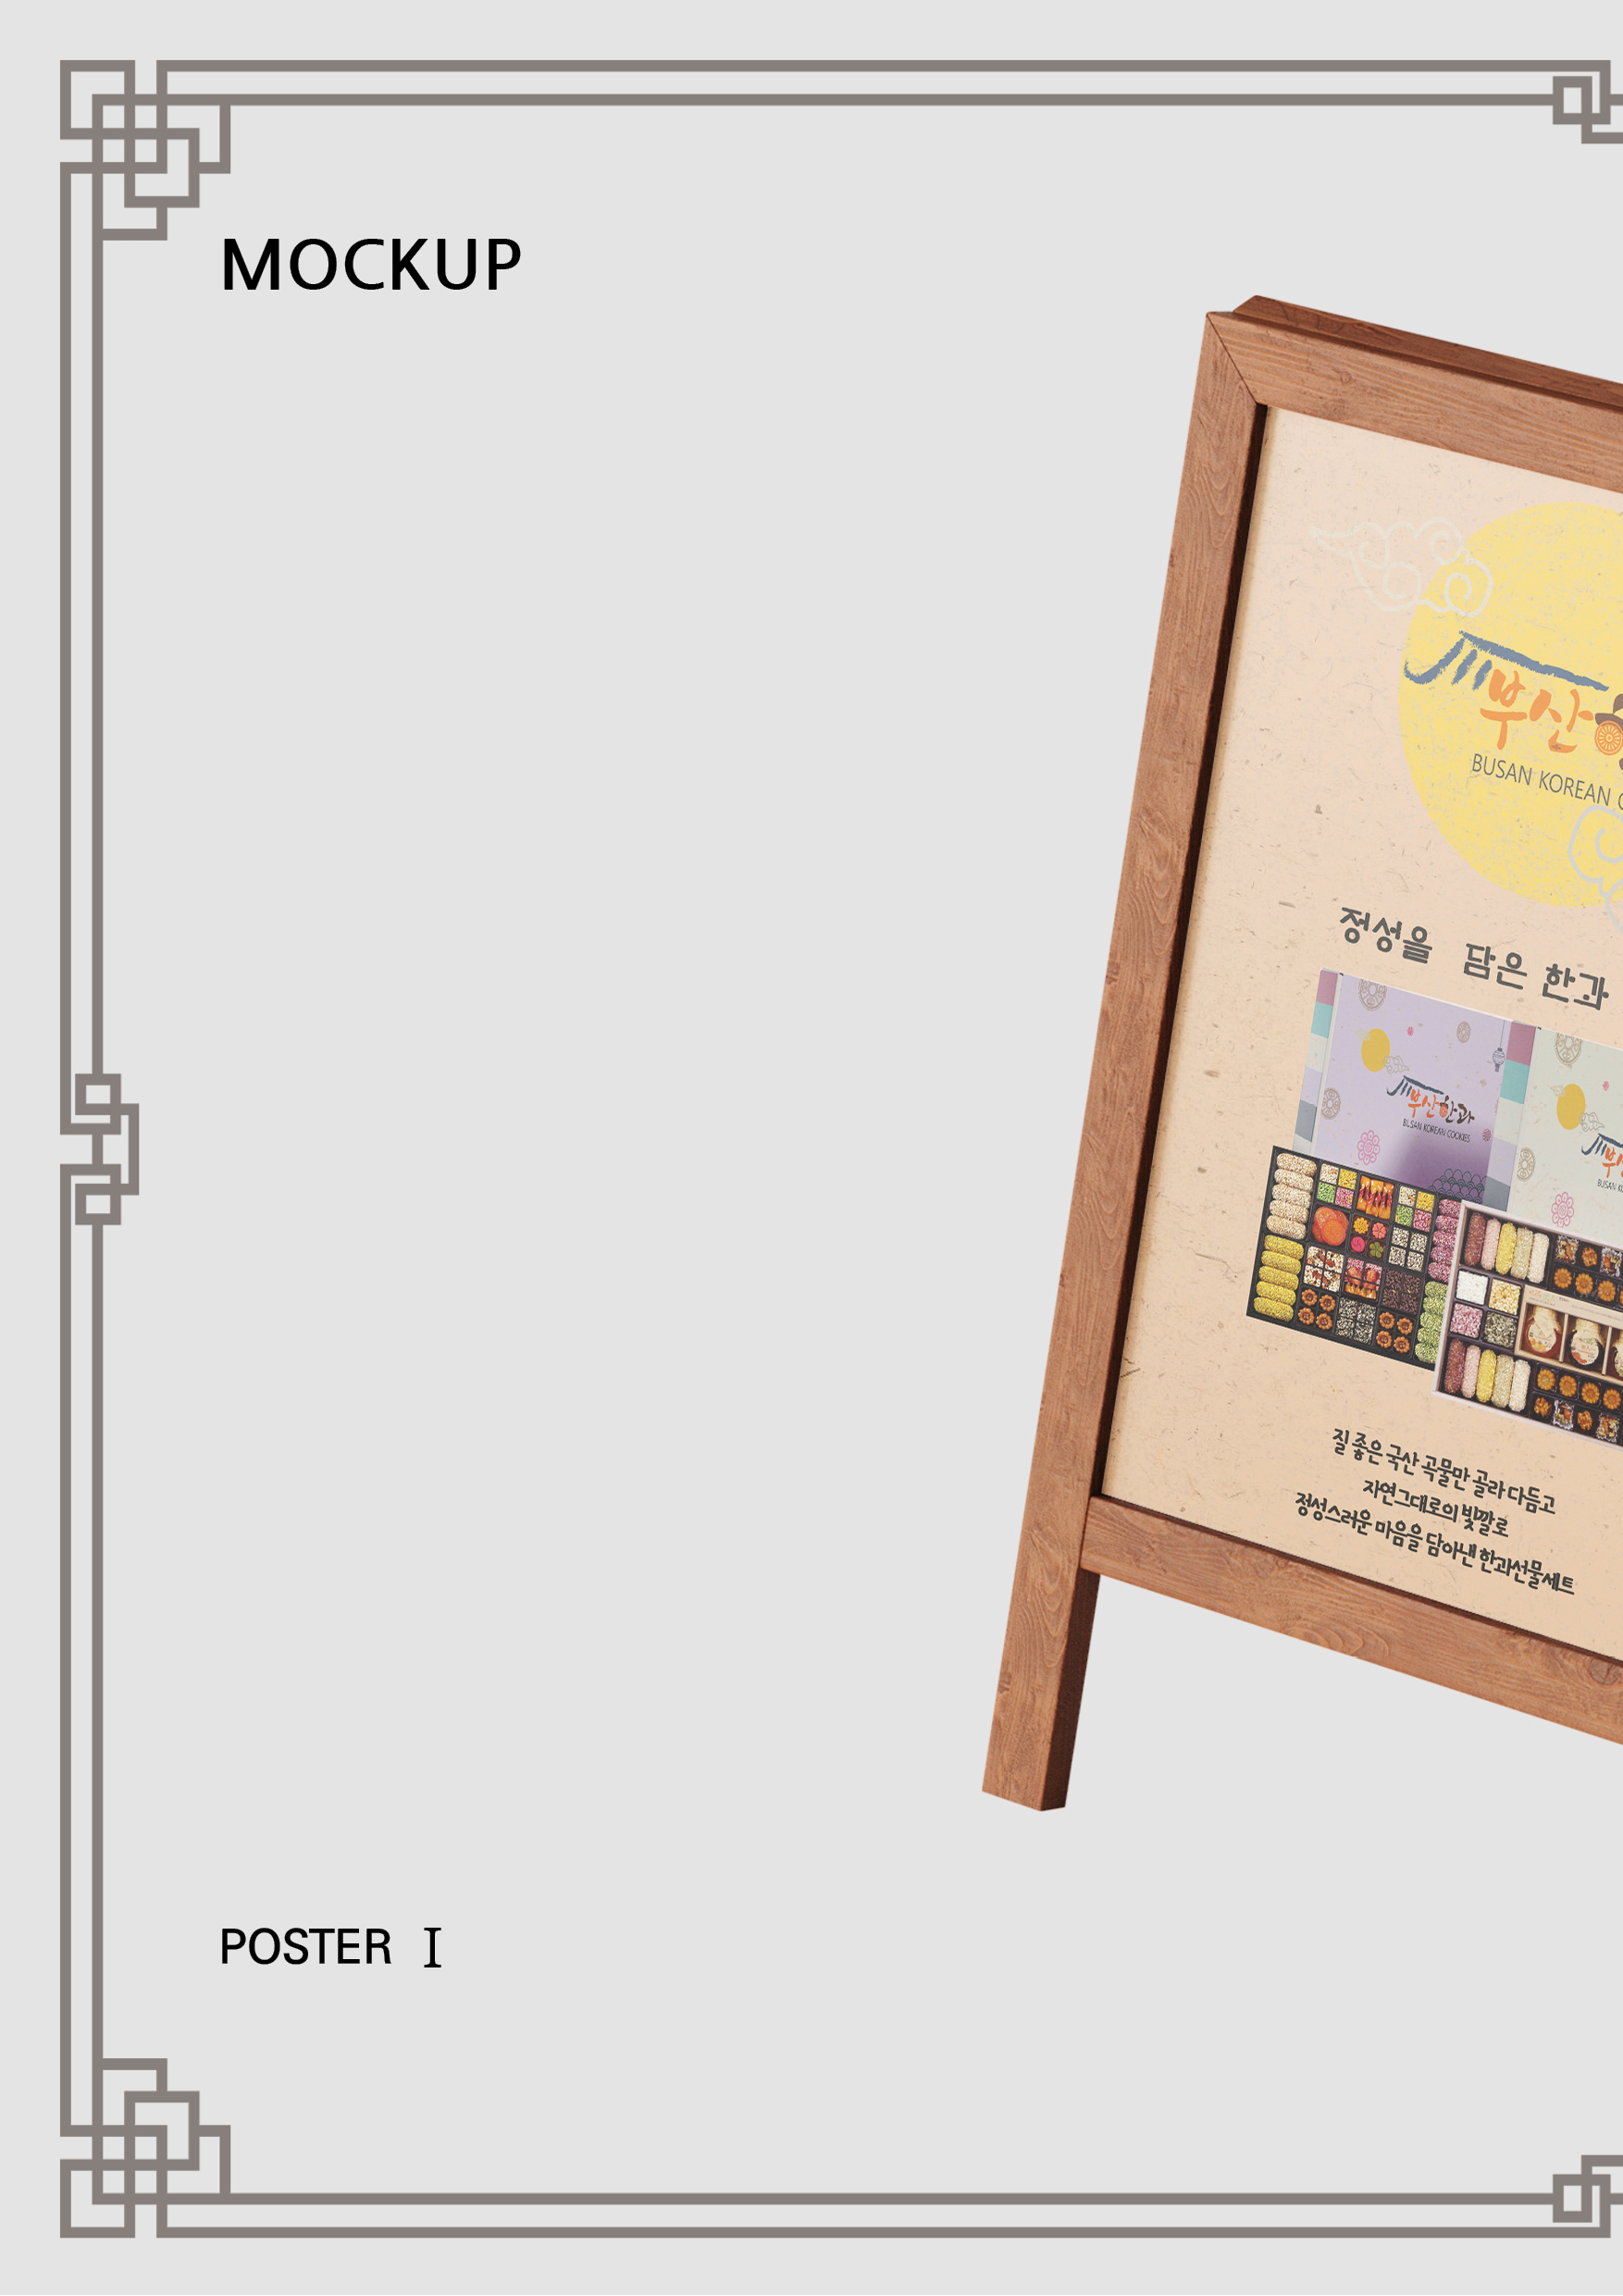 MOCKUP
부산
BUSAN KOREAN
정성을 담은 한과
부산한과
BUSAN KOREAN COOKIES
부산
BUSAN
질 좋은 국산 곡물만 골라 다듬고
자연그대로의 빛깔로
정성스러운 마음을 담아낸 한과선물세트
POSTER I